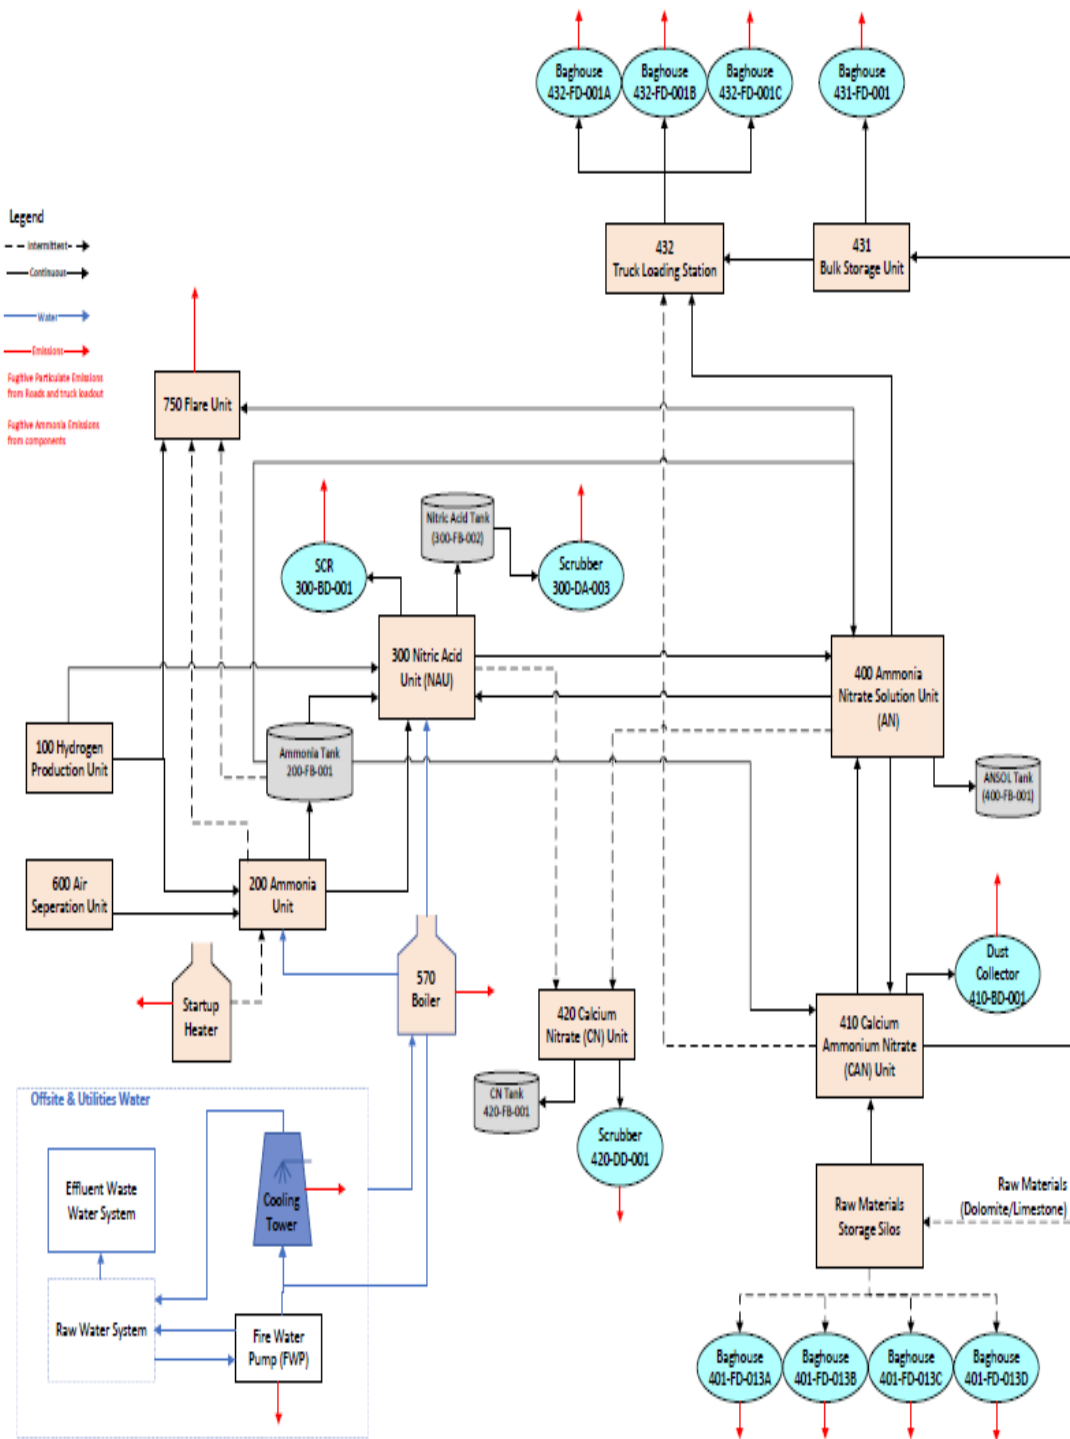 Baghouse
432-FD-001A
Baghouse
432-FD-001B
Baghouse
432-FD-001C
Baghouse
431-FD-001
Legend
Intermittent
Continuous
Water
Emissions
Fugitive Particulate Emissions
from Roads and truck loadout
Fugitive Ammonia Emissions
from components
432
Truck Loading Station
431
Bulk Storage Unit
750 Flare Unit
Nitric Acid Tank
(300-FB-002)
SCR
300-BD-001
Scrubber
300-DA-003
300 Nitric Acid
Unit (NAU)
400 Ammonia
Nitrate Solution Unit
(AN)
100 Hydrogen
Production Unit
Ammonia Tank
200-FB-001
ANSOL Tank
(400-FB-001)
600 Air
Seperation Unit
200 Ammonia
Unit
Startup
Heater
570
Boiler
420 Calcium
Nitrate (CN) Unit
Dust
Collector
410-BD-001
410 Calcium
Ammonium Nitrate
(CAN) Unit
CN Tank
420-FB-001
Scrubber
420-DD-001
Offsite & Utilities Water
Effluent Waste
Water System
Cooling
Tower
Raw Materials
Storage Silos
Raw Materials
(Dolomite/Limestone)
Raw Water System
Fire Water
Pump (FWP)
Baghouse
401-FD-013A
Baghouse
401-FD-013B
Baghouse
401-FD-013C
Baghouse
401-FD-013D